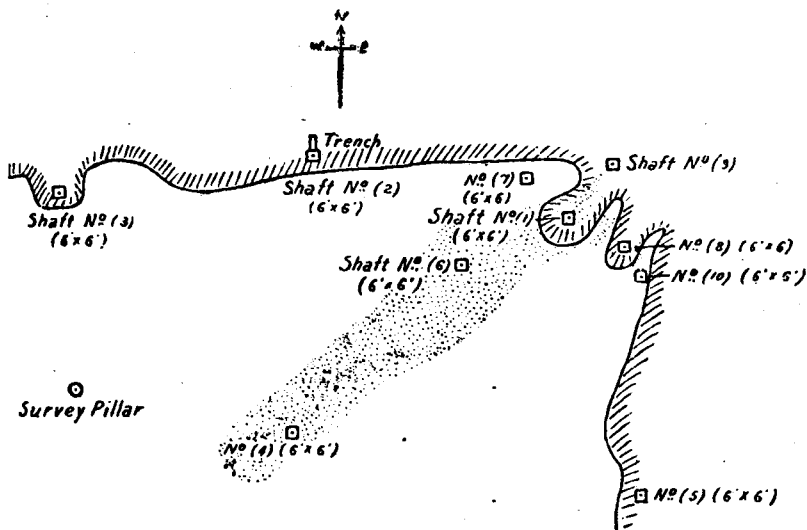 N
W E
Trench
Shaft Nº (2)
(6'x6')
Shaft Nº (3)
(6'x6')
Nº (7)
(6'x6)
Shaft Nº (9)
Shaft Nº (1)
(6'x6')
Nº (8) (6'x6)
Shaft Nº (6)
(6'x6')
Nº (10) (6'x6')
Survey Pillar
Nº (4) (6'x6')
Nº (5) (6'x6')